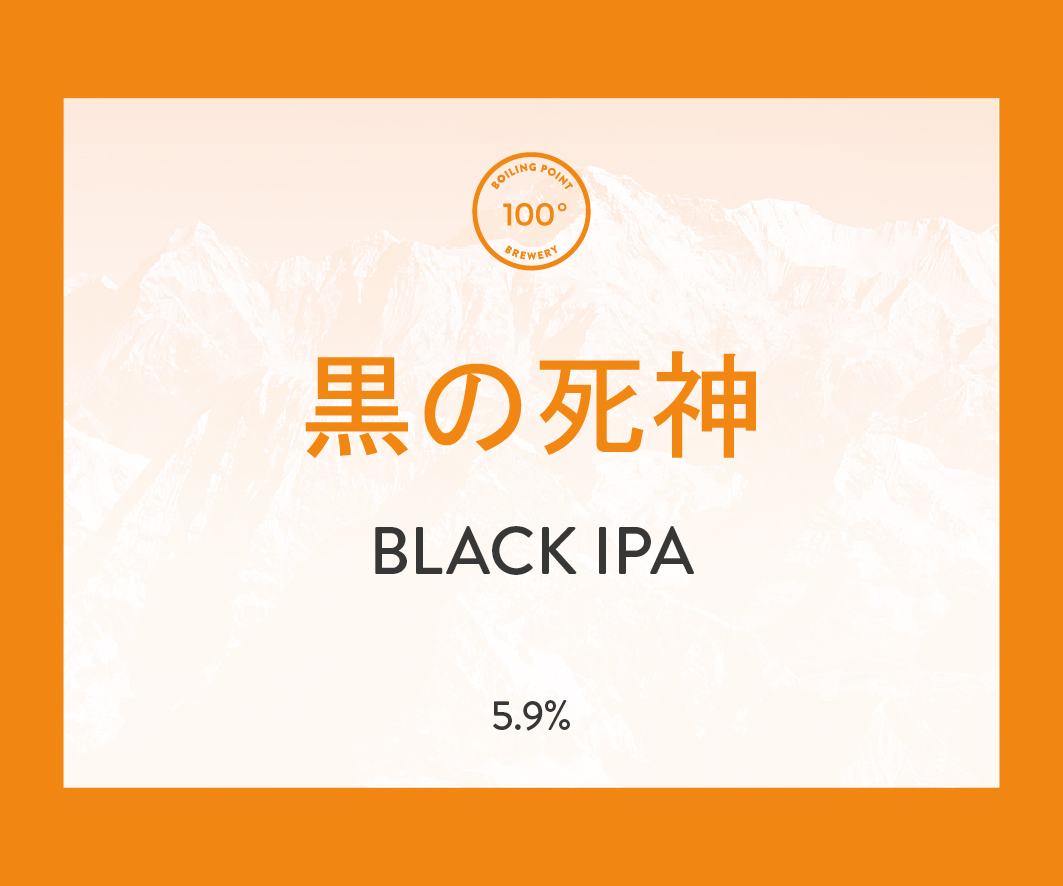 BOILING POINT
100°
BREWERY
黒の死神
BLACK IPA
5.9%